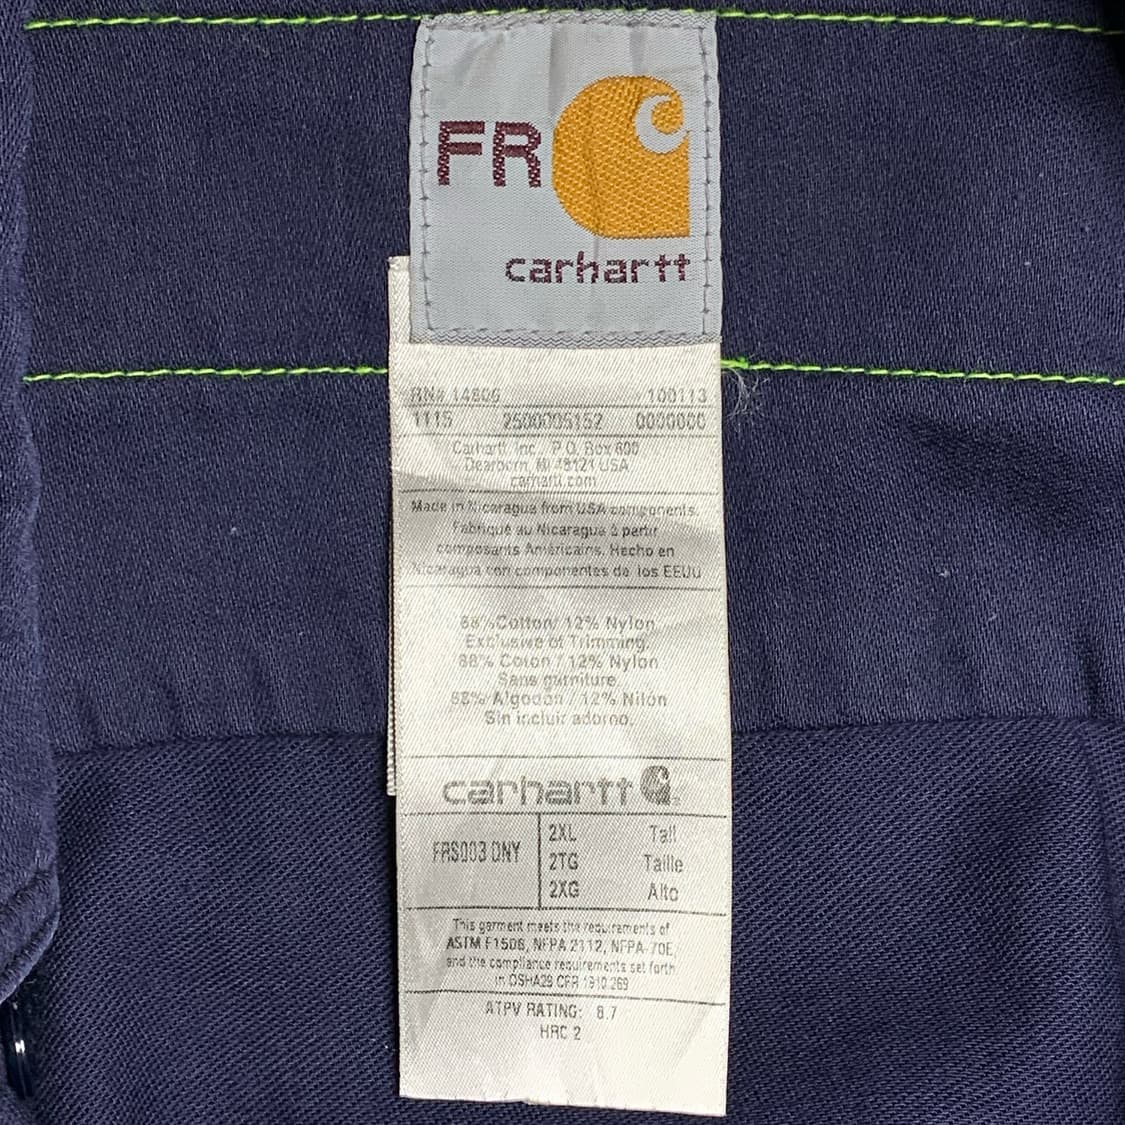 FR
carhartt
RN# 14806 100113
1115 2500005152 0000000
Carhartt, Inc., P.O. Box 600
Dearborn, MI 48121 USA
carhartt.com
Made in Nicaragua from USA components.
Fabriqué au Nicaragua à partir
composants Américains. Hecho en
Nicaragua con componentes de los EEUU
88% Cotton/ 12% Nylon
Exclusive of Trimming.
88% Coton / 12% Nylon
Sans garniture.
88% Algodón / 12% Nilón
Sin incluir adorno.
carhartt
FRS003 DNY
2XL Tall
2TG Taille
2XG Alto
This garment meets the requirements of
ASTM F1506, NFPA 2112, NFPA-70E,
and the compliance requirements set forth
in OSHA29 CFR 1910.269
ATPV RATING: 8.7
HRC 2